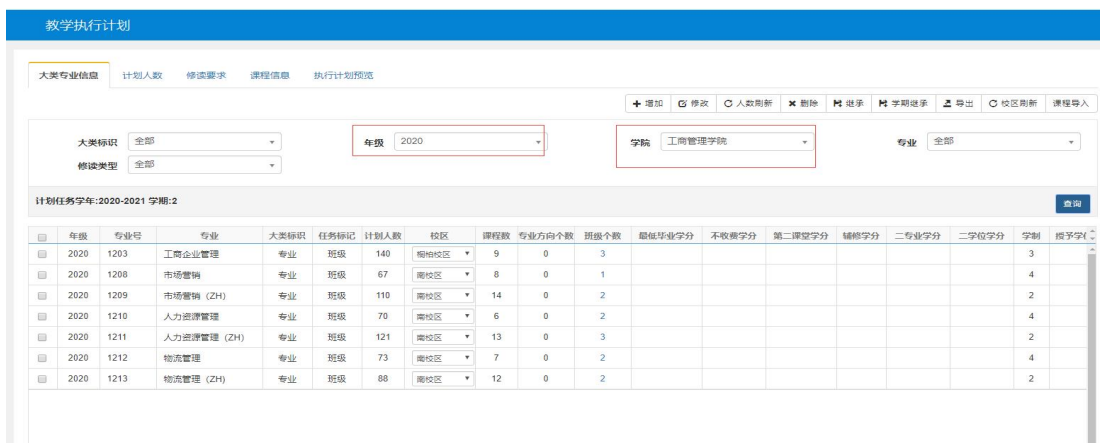 教学执行计划
大类专业信息 计划人数 修读要求 课程信息 执行计划预览
增加 修改 人数刷新 删除 继承 学期继承 导出 校区刷新 课程导入
大类标识 全部 年级 2020 学院 工商管理学院 专业 全部
修读类型 全部
计划任务学年:2020-2021 学期:2 查询
年级 专业号 专业 大类标识 任务标记 计划人数 校区 课程数 专业方向个数 班级个数 最低毕业学分 不收费学分 第二课堂学分 辅修学分 二专业学分 二学位学分 学制 授予学位
2020 1203 工商企业管理 专业 班级 140 桐柏校区 9 0 3 3
2020 1208 市场营销 专业 班级 67 南校区 8 0 1 4
2020 1209 市场营销 (ZH) 专业 班级 110 南校区 14 0 2 2
2020 1210 人力资源管理 专业 班级 70 南校区 6 0 2 4
2020 1211 人力资源管理 (ZH) 专业 班级 121 南校区 13 0 3 2
2020 1212 物流管理 专业 班级 73 南校区 7 0 2 4
2020 1213 物流管理 (ZH) 专业 班级 88 南校区 12 0 2 2